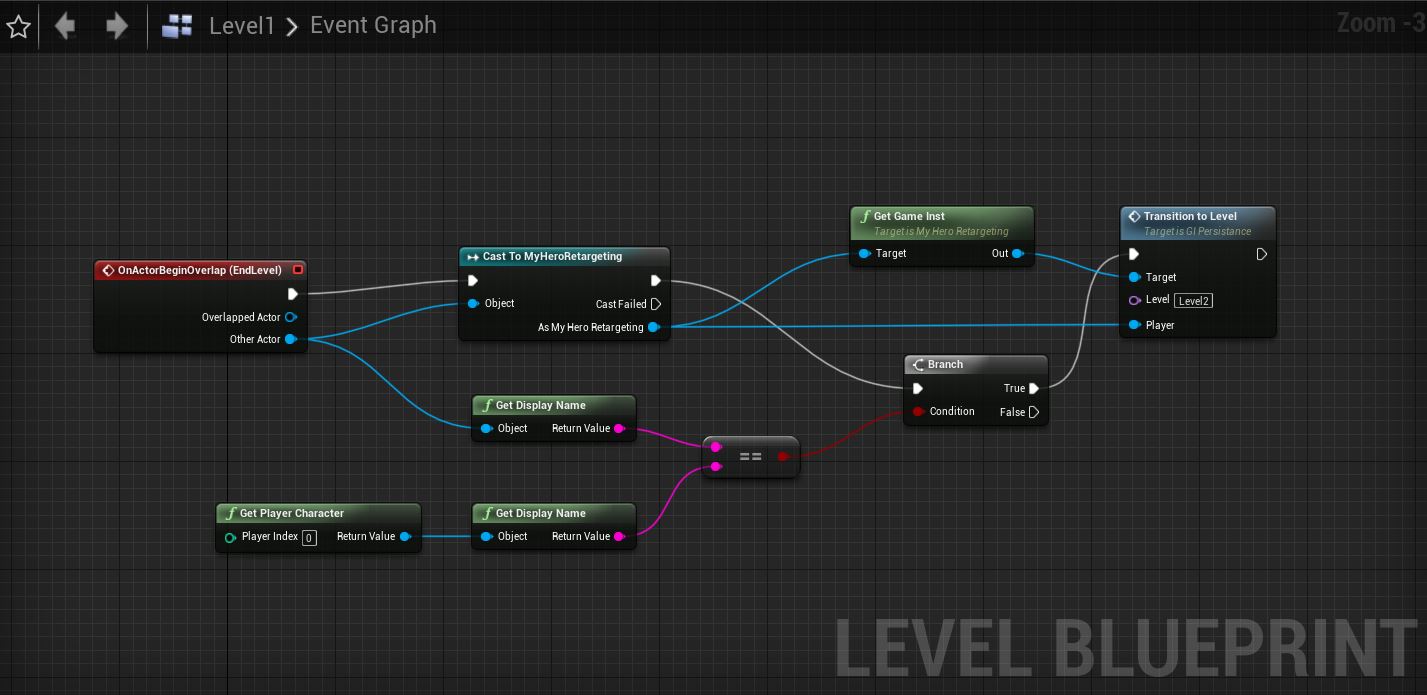 Level1 > Event Graph
Zoom -3
OnActorBeginOverlap (EndLevel)
Overlapped Actor
Other Actor
Cast To MyHeroRetargeting
Object
Cast Failed
As My Hero Retargeting
Get Game Inst
Target is My Hero Retargeting
Target Out
Transition to Level
Target is GI Persistance
Target
Level Level2
Player
Branch
True
Condition False
f Get Display Name
Object Return Value
==
f Get Player Character
Player Index 0 Return Value
f Get Display Name
Object Return Value
LEVEL BLUEPRINT